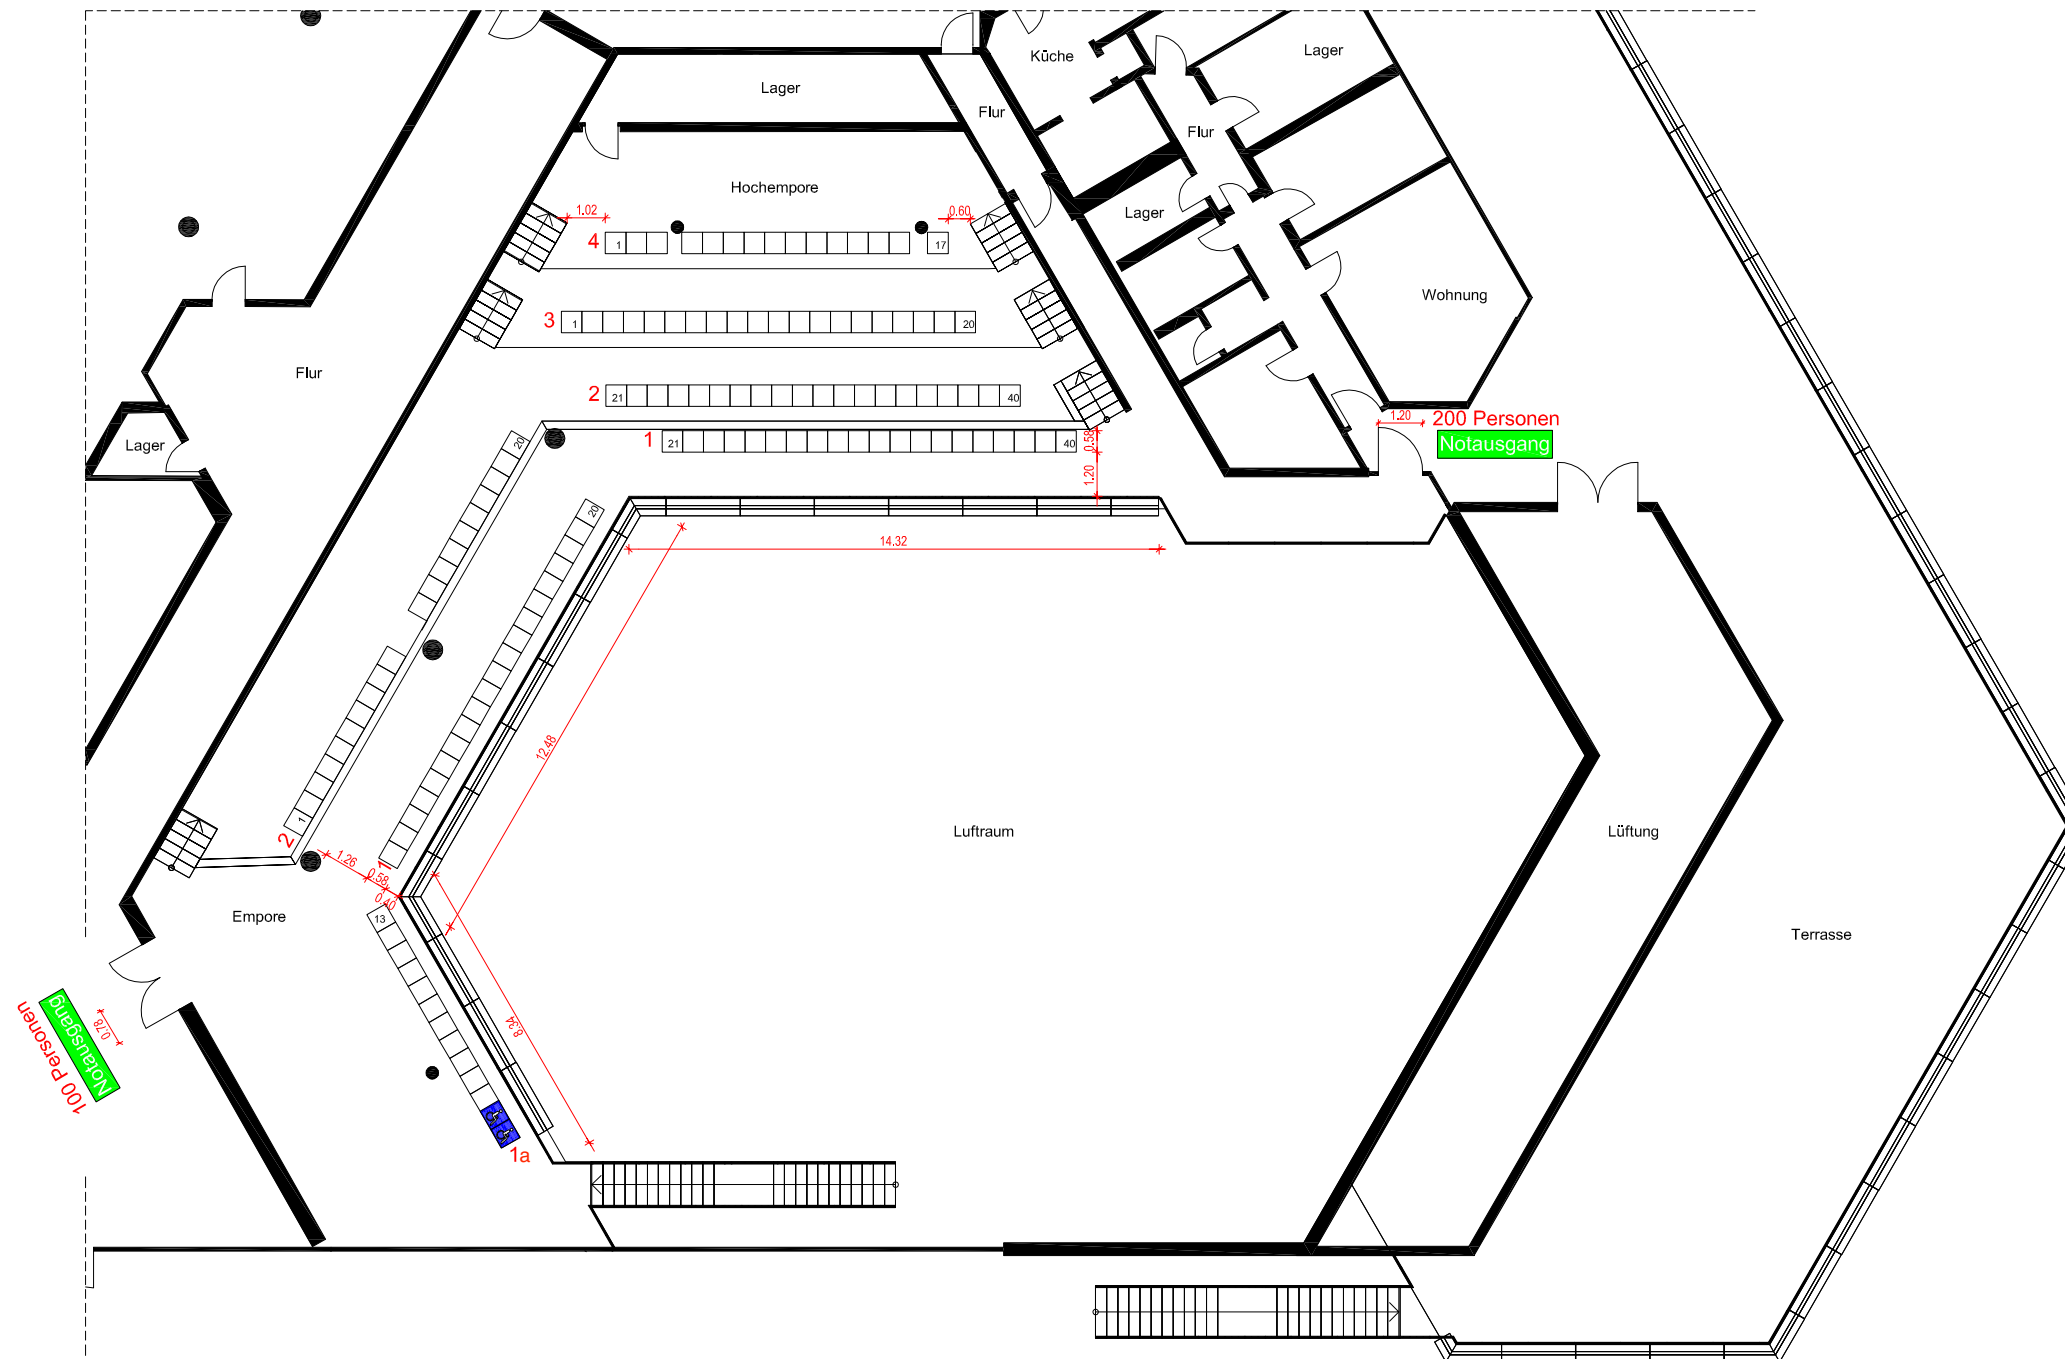 Küche
Lager
Lager
Flur
Flur
Hochempore
Lager
1.02
0.60
4
1
17
Wohnung
3
1
20
Flur
2
21
40
1.20
200 Personen
Notausgang
1
21
40
0.58
1.20
Lager
20
20
14.32
12.48
1
2
1
1.26
0.58
0.40
Luftraum
Lüftung
Empore
13
Terrasse
8.34
0.78
Notausgang
100 Personen
1a